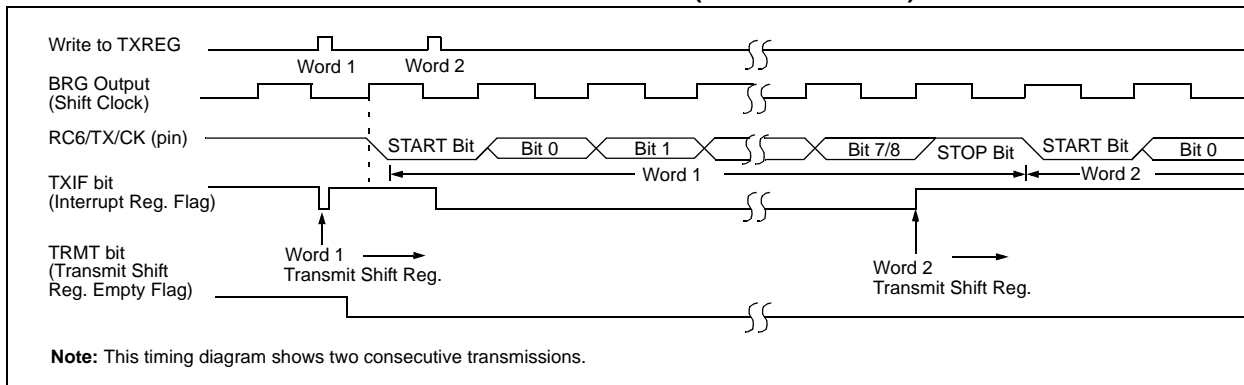 Write to TXREG
Word 1
Word 2
BRG Output
(Shift Clock)
RC6/TX/CK (pin)
START Bit
Bit 0
Bit 1
Bit 7/8
STOP Bit
START Bit
Bit 0
Word 1
Word 2
TXIF bit
(Interrupt Reg. Flag)
Word 1
Transmit Shift Reg.
Word 2
Transmit Shift Reg.
TRMT bit
(Transmit Shift
Reg. Empty Flag)
Note: This timing diagram shows two consecutive transmissions.